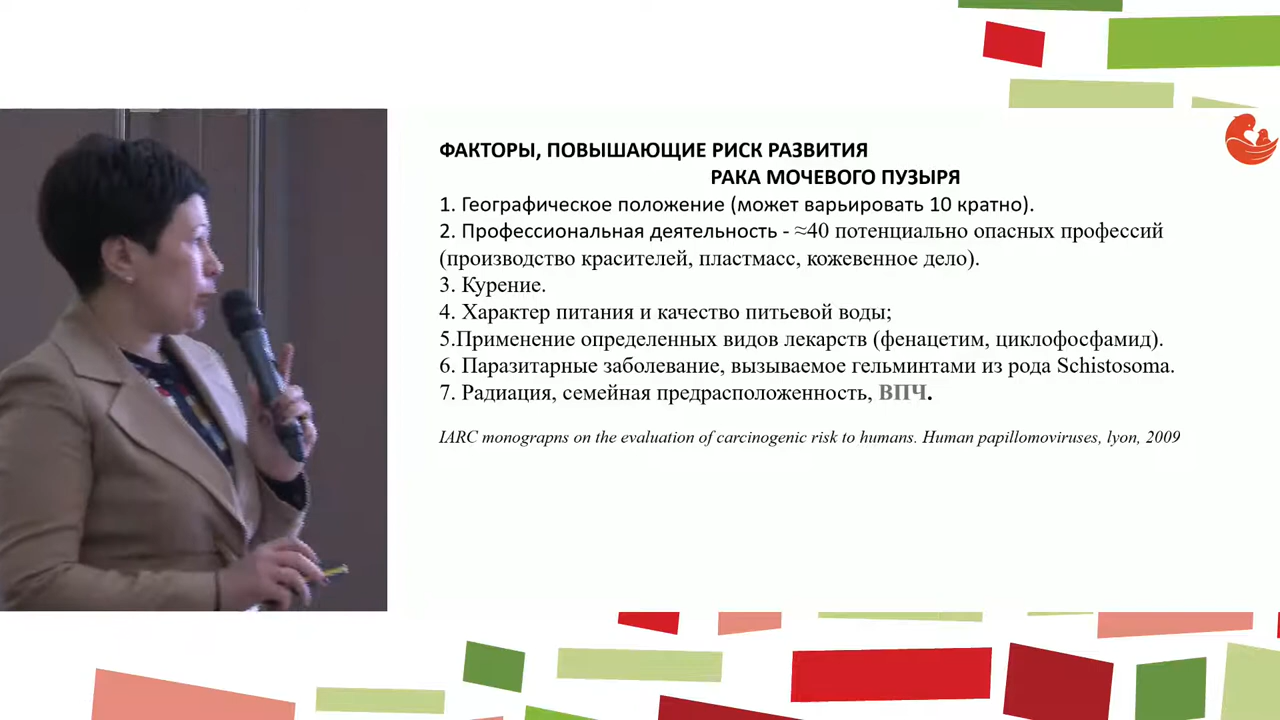 ФАКТОРЫ, ПОВЫШАЮЩИЕ РИСК РАЗВИТИЯ
РАКА МОЧЕВОГО ПУЗЫРЯ
1. Географическое положение (может варьировать 10 кратно).
2. Профессиональная деятельность - ≈40 потенциально опасных профессий
(производство красителей, пластмасс, кожевенное дело).
3. Курение.
4. Характер питания и качество питьевой воды;
5.Применение определенных видов лекарств (фенацетим, циклофосфамид).
6. Паразитарные заболевание, вызываемое гельминтами из рода Schistosoma.
7. Радиация, семейная предрасположенность, ВПЧ.
IARC monograpns on the evaluation of carcinogenic risk to humans. Human papillomoviruses, lyon, 2009